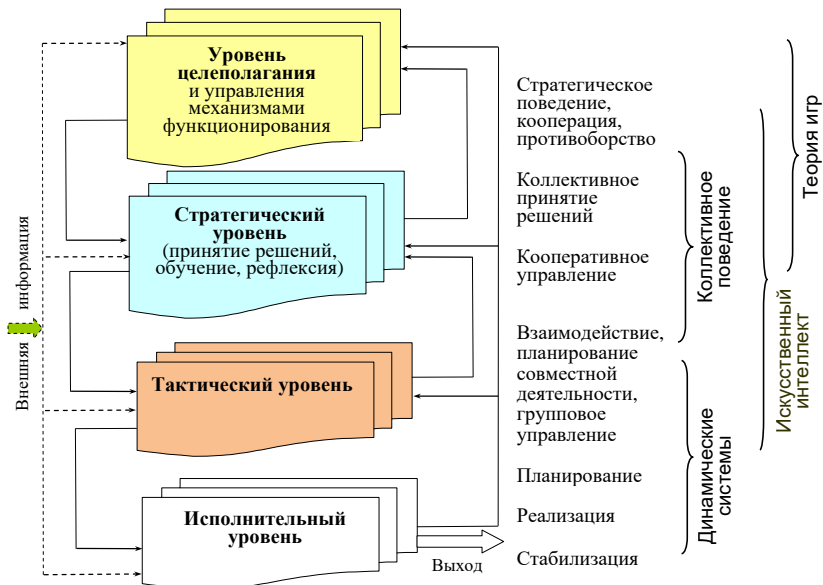 Уровень
целеполагания
и управления
механизмами
функционирования
Стратегический
уровень
(принятие решений,
обучение, рефлексия)
Тактический уровень
Исполнительный
уровень
Внешняя информация
Выход
Стратегическое
поведение,
кооперация,
противоборство
Коллективное
принятие
решений
Кооперативное
управление
Взаимодействие,
планирование
совместной
деятельности,
групповое
управление
Планирование
Реализация
Стабилизация
Коллективное
поведение
Динамические
системы
Искусственный
интеллект
Теория игр